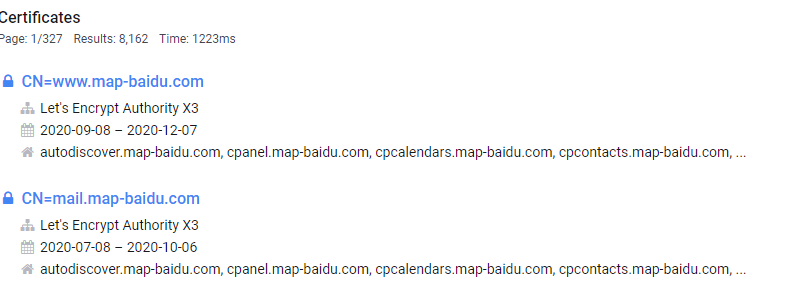 Certificates
Page: 1/327 Results: 8,162 Time: 1223ms
CN=www.map-baidu.com
Let's Encrypt Authority X3
2020-09-08 – 2020-12-07
autodiscover.map-baidu.com, cpanel.map-baidu.com, cpcalendars.map-baidu.com, cpcontacts.map-baidu.com, ...
CN=mail.map-baidu.com
Let's Encrypt Authority X3
2020-07-08 – 2020-10-06
autodiscover.map-baidu.com, cpanel.map-baidu.com, cpcalendars.map-baidu.com, cpcontacts.map-baidu.com, ...